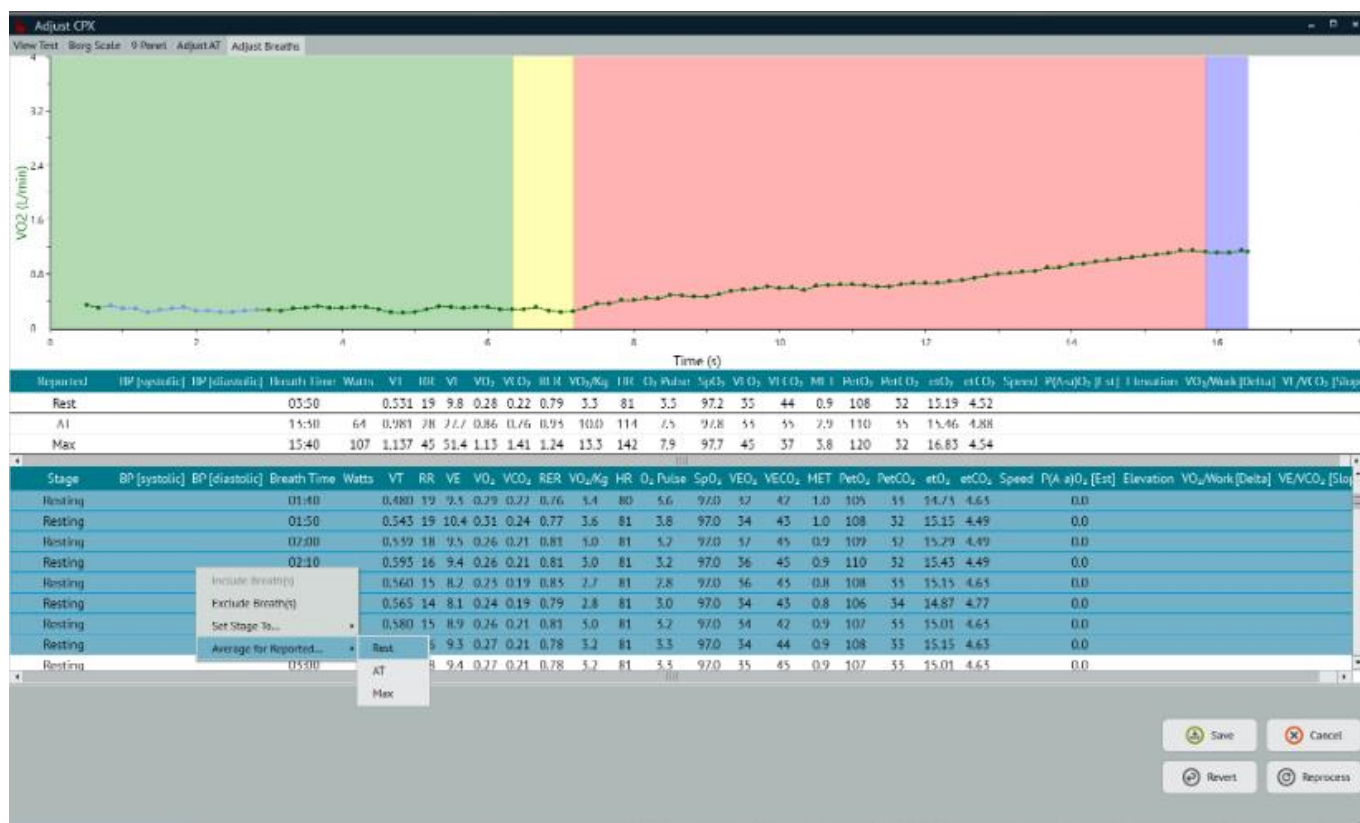 Adjust CPX
View Test Borg Scale 9 Panel Adjust AT Adjust Breaths
4
3.2
2.4
1.6
0.8
0
VO2 (L/min)
0 2 4 6 8 10 12 14 16
Time (s)
Reported BP [systolic] BP [diastolic] Breath Time Watts VT RR VE VO₂ VCO₂ RER VO₂/Kg HR O₂ Pulse SpO₂ VEO₂ VECO₂ MET PetO₂ PetCO₂ etO₂ etCO₂ Speed P(A-a)O₂ [Est] Elevation VO₂/Work [Delta] VE/VCO₂ [Slop
Rest 03:50 0.531 19 9.8 0.28 0.22 0.79 3.3 81 3.5 97.2 35 44 0.9 108 32 15.19 4.52
AT 13:30 64 0.981 28 27.7 0.86 0.76 0.93 10.0 114 7.5 97.8 33 35 2.9 110 35 15.46 4.88
Max 15:40 107 1.137 45 51.4 1.13 1.41 1.24 13.3 142 7.9 97.7 45 37 3.8 120 32 16.83 4.54
Stage BP [systolic] BP [diastolic] Breath Time Watts VT RR VE VO₂ VCO₂ RER VO₂/Kg HR O₂ Pulse SpO₂ VEO₂ VECO₂ MET PetO₂ PetCO₂ etO₂ etCO₂ Speed P(A-a)O₂ [Est] Elevation VO₂/Work [Delta] VE/VCO₂ [Slop
Resting 01:40 0.480 19 9.3 0.29 0.22 0.76 3.4 80 3.6 97.0 32 42 1.0 105 33 14.73 4.63 0.0
Resting 01:50 0.543 19 10.4 0.31 0.24 0.77 3.6 81 3.8 97.0 34 43 1.0 108 32 15.15 4.49 0.0
Resting 02:00 0.539 18 9.5 0.26 0.21 0.81 3.0 81 3.2 97.0 37 45 0.9 109 32 15.29 4.49 0.0
Resting 02:10 0.593 16 9.4 0.26 0.21 0.81 3.0 81 3.2 97.0 36 45 0.9 110 32 15.43 4.49 0.0
Resting 0.560 15 8.2 0.23 0.19 0.83 2.7 81 2.8 97.0 36 43 0.8 108 33 15.15 4.63 0.0
Resting 0.565 14 8.1 0.24 0.19 0.79 2.8 81 3.0 97.0 34 43 0.8 106 34 14.87 4.77 0.0
Resting 0.580 15 8.9 0.26 0.21 0.81 3.0 81 3.2 97.0 34 42 0.9 107 33 15.01 4.63 0.0
Resting 9.3 0.27 0.21 0.78 3.2 81 3.3 97.0 34 44 0.9 108 33 15.15 4.63 0.0
Resting 03:00 9.4 0.27 0.21 0.78 3.2 81 3.3 97.0 35 45 0.9 107 33 15.01 4.63 0.0
Include Breath(s)
Exclude Breath(s)
Set Stage To...
Average for Reported...
Rest
AT
Max
Save Cancel
Revert Reprocess